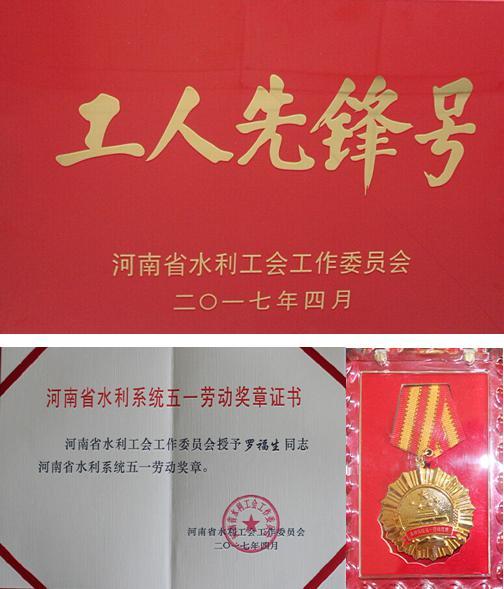 工人先锋号
河南省水利工会工作委员会
二〇一七年四月
河南省水利系统五一劳动奖章证书
河南省水利工会工作委员会授予罗福生同志
河南省水利系统五一劳动奖章。
河南省水利工会工作委员会
二〇一七年四月